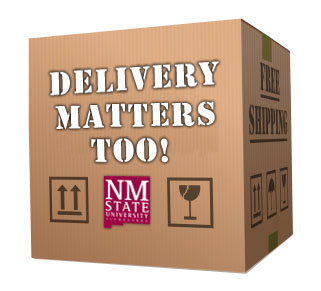 DELIVERY
MATTERS
TOO!
NM
STATE
UNIVERSITY
FREE
SHIPPING